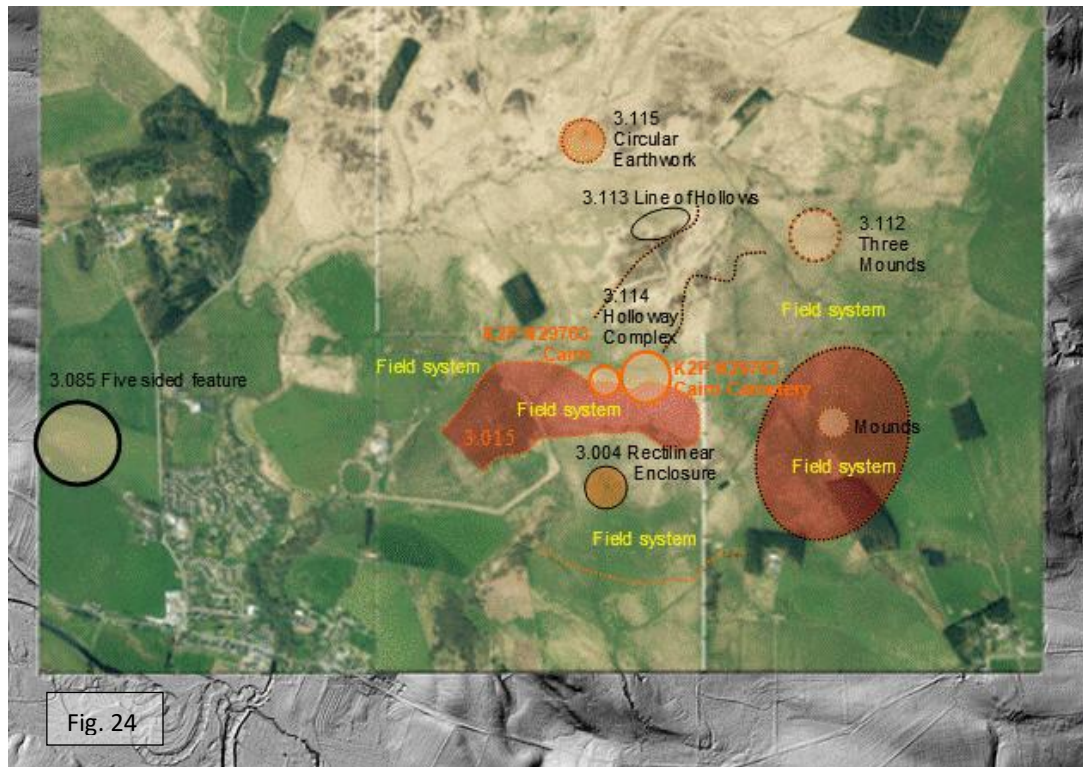 3.115
Circular
Earthwork
3.113 Line of Hollows
3.112
Three
Mounds
3.114
Holloway
Complex
Field system
Cairn
Field system
K2P
Cairn Cemetery
3.085 Five sided feature
Field system
3.015
Mounds
3.004 Rectilinear
Enclosure
Field system
Field system
Fig. 24